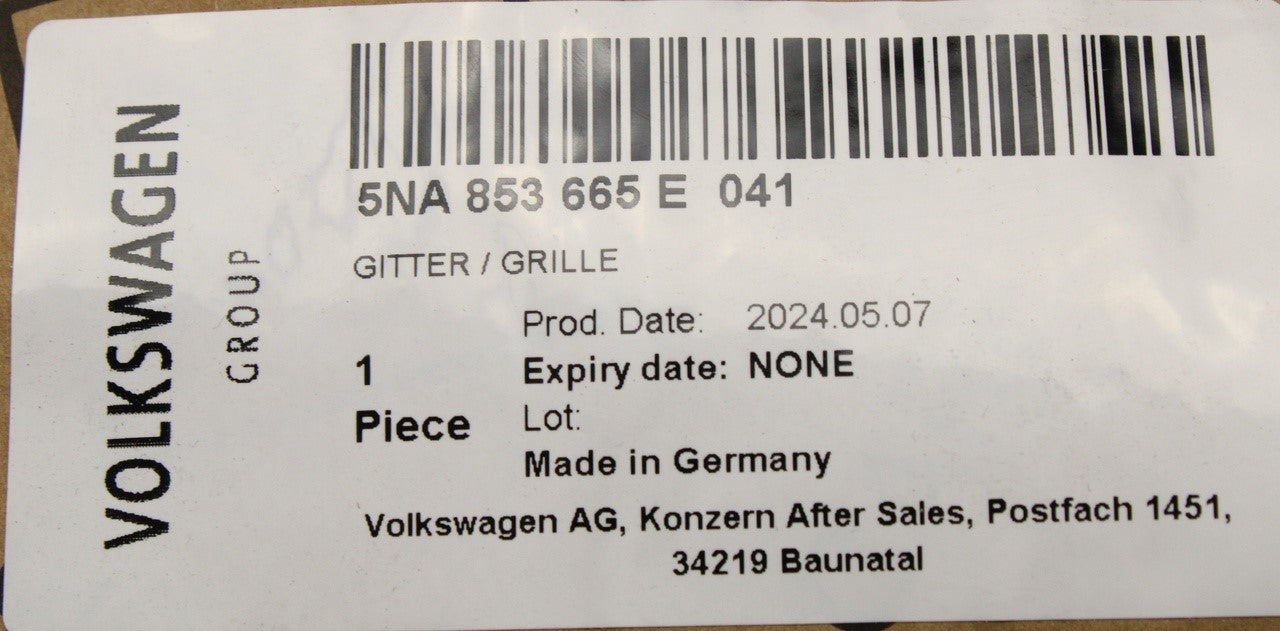 VOLKSWAGEN
GROUP
5NA 853 665 E 041
GITTER / GRILLE
Prod. Date: 2024.05.07
1
Expiry date: NONE
Piece
Lot:
Made in Germany
Volkswagen AG, Konzern After Sales, Postfach 1451,
34219 Baunatal